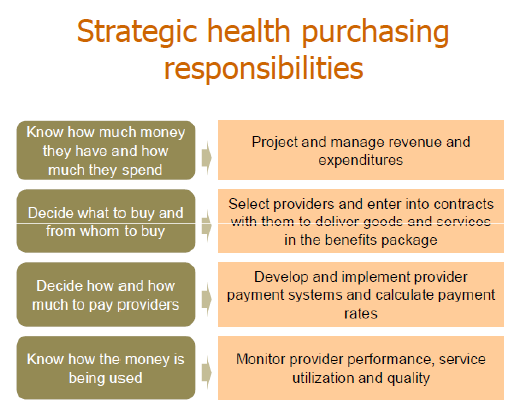 Strategic health purchasing
responsibilities
Know how much money
they have and how
much they spend
Project and manage revenue and
expenditures
Decide what to buy and
from whom to buy
Select providers and enter into contracts
with them to deliver goods and services
in the benefits package
Decide how and how
much to pay providers
Develop and implement provider
payment systems and calculate payment
rates
Know how the money is
being used
Monitor provider performance, service
utilization and quality